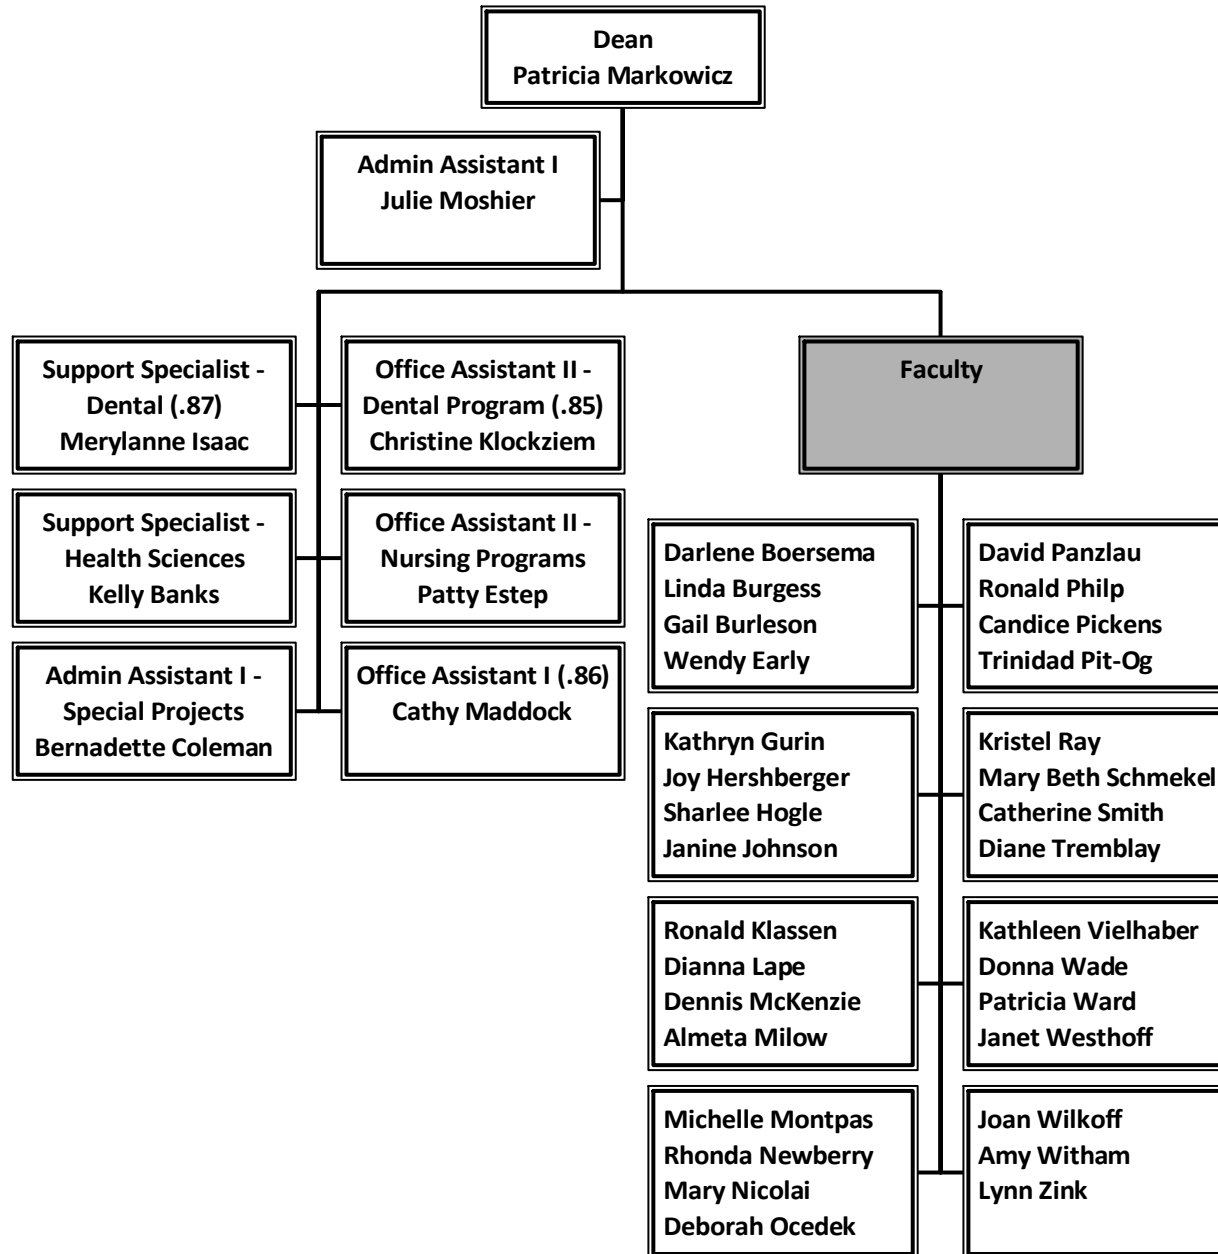 Dean
Patricia Markowicz
Admin Assistant I
Julie Moshier
Support Specialist -
Dental (.87)
Merylanne Isaac
Office Assistant II -
Dental Program (.85)
Christine Klockziem
Faculty
Support Specialist -
Health Sciences
Kelly Banks
Office Assistant II -
Nursing Programs
Patty Estep
Admin Assistant I -
Special Projects
Bernadette Coleman
Office Assistant I (.86)
Cathy Maddock
Darlene Boersema
Linda Burgess
Gail Burleson
Wendy Early
David Panzlau
Ronald Philp
Candice Pickens
Trinidad Pit-Og
Kathryn Gurin
Joy Hershberger
Sharlee Hogle
Janine Johnson
Kristel Ray
Mary Beth Schmekel
Catherine Smith
Diane Tremblay
Ronald Klassen
Dianna Lape
Dennis McKenzie
Almeta Milow
Kathleen Vielhaber
Donna Wade
Patricia Ward
Janet Westhoff
Michelle Montpas
Rhonda Newberry
Mary Nicolai
Deborah Ocedek
Joan Wilkoff
Amy Witham
Lynn Zink